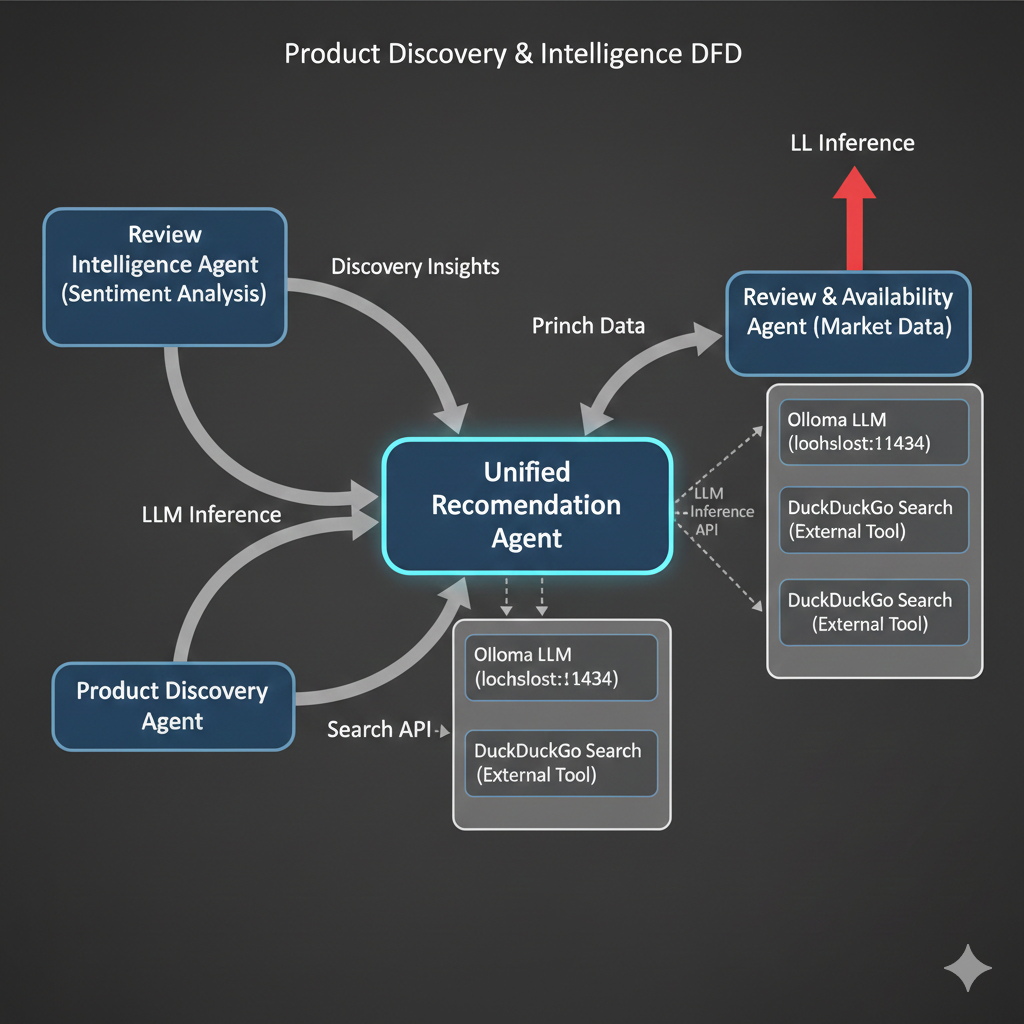 Product Discovery & Intelligence DFD
LL Inference
Review
Intelligence Agent
(Sentiment Analysis)
Discovery Insights
Princh Data
Review & Availability
Agent (Market Data)
Olloma LLM
(loohslost:11434)
DuckDuckGo Search
(External Tool)
DuckDuckGo Search
(External Tool)
Unified
Recomendation
Agent
LLM
Inference
API
LLM Inference
Product Discovery
Agent
Search API
Olloma LLM
(lochslost:!1434)
DuckDuckGo Search
(External Tool)